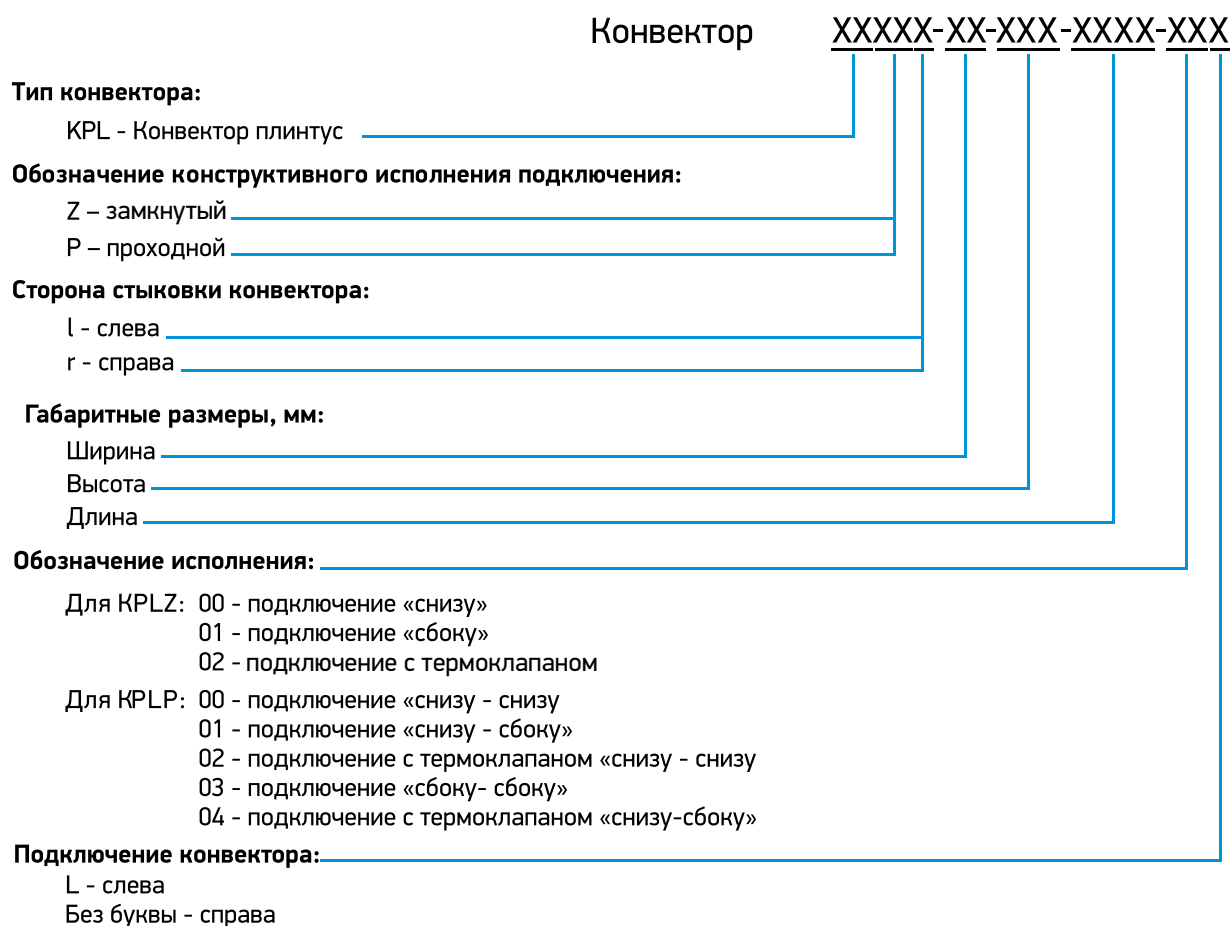 Конвектор XXXXX-XX-XXX-XXXX-XXX
Тип конвектора:
KPL - Конвектор плинтус
Обозначение конструктивного исполнения подключения:
Z – замкнутый
P – проходной
Сторона стыковки конвектора:
l - слева
r - справа
Габаритные размеры, мм:
Ширина
Высота
Длина
Обозначение исполнения:
Для KPLZ: 00 - подключение «снизу»
01 - подключение «сбоку»
02 - подключение с термоклапаном
Для KPLP: 00 - подключение «снизу - снизу
01 - подключение «снизу - сбоку»
02 - подключение с термоклапаном «снизу - снизу
03 - подключение «сбоку- сбоку»
04 - подключение с термоклапаном «снизу-сбоку»
Подключение конвектора:
L - слева
Без буквы - справа